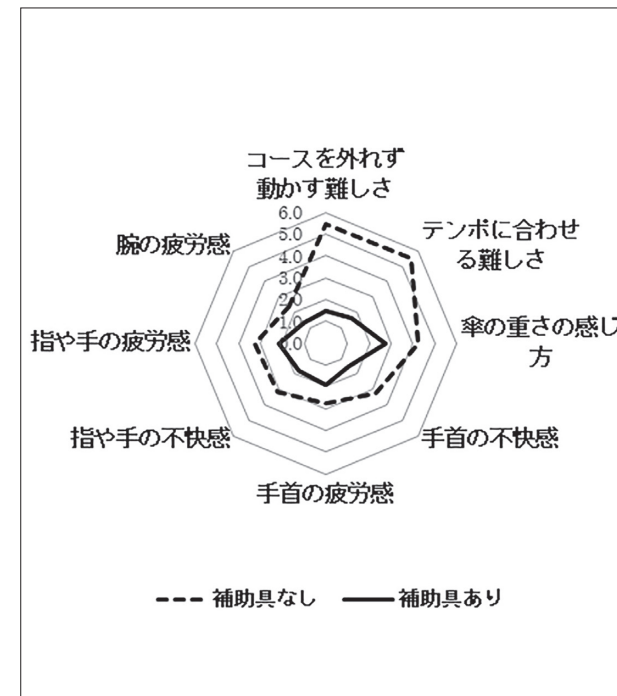 コースを外れず
動かす難しさ
テンポに合わせ
る難しさ
傘の重さの感じ
方
手首の不快感
手首の疲労感
指や手の不快感
指や手の疲労感
腕の疲労感
6.0
5.0
4.0
3.0
2.0
1.0
.0
補助具なし
補助具あり